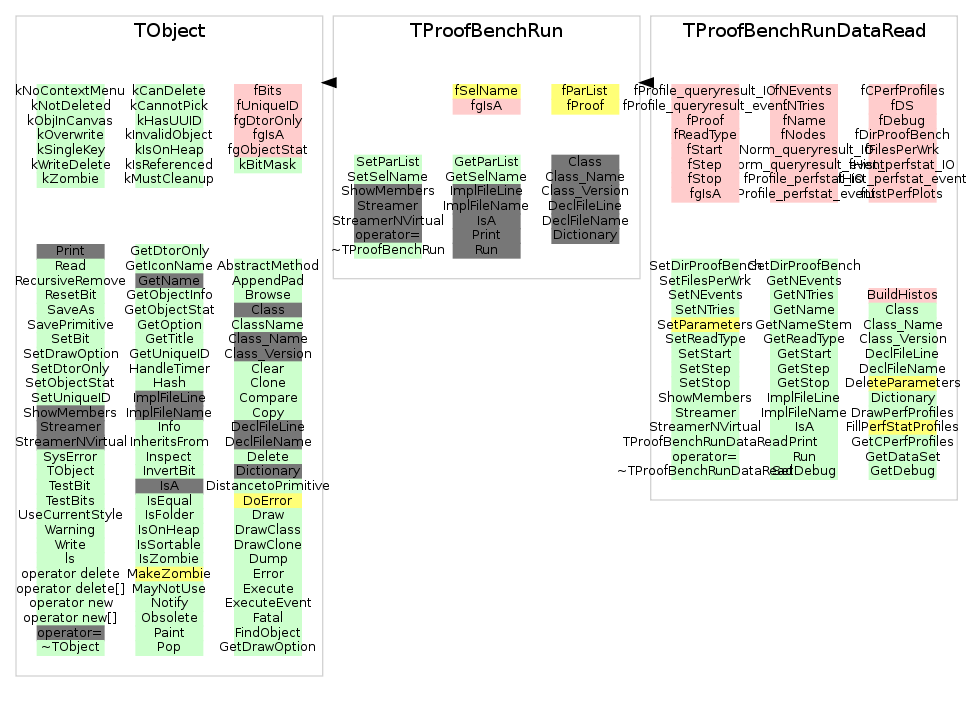 TObject
kNoContextMenu
kNotDeleted
kObjInCanvas
kOverwrite
kSingleKey
kWriteDelete
kZombie
kCanDelete
kCannotPick
kHasUUID
kInvalidObject
kIsOnHeap
kIsReferenced
kMustCleanup
fBits
fUniqueID
fgDtorOnly
fgIsA
fgObjectStat
kBitMask
Print
Read
RecursiveRemove
ResetBit
SaveAs
SavePrimitive
SetBit
SetDrawOption
SetDtorOnly
SetObjectStat
SetUniqueID
ShowMembers
Streamer
StreamerNVirtual
SysError
TObject
TestBit
TestBits
UseCurrentStyle
Warning
Write
ls
operator delete
operator delete[]
operator new
operator new[]
operator=
~TObject
GetDtorOnly
GetIconName
GetName
GetObjectInfo
GetObjectStat
GetOption
GetTitle
GetUniqueID
HandleTimer
Hash
ImplFileLine
ImplFileName
Info
InheritsFrom
Inspect
InvertBit
IsA
IsEqual
IsFolder
IsOnHeap
IsSortable
IsZombie
MakeZombie
MayNotUse
Notify
Obsolete
Paint
Pop
AbstractMethod
AppendPad
Browse
Class
ClassName
Class_Name
Class_Version
Clear
Clone
Compare
Copy
DeclFileLine
DeclFileName
Delete
Dictionary
DistancetoPrimitive
DoError
Draw
DrawClass
DrawClone
Dump
Error
Execute
ExecuteEvent
Fatal
FindObject
GetDrawOption
TProofBenchRun
fSelName
fgIsA
fParList
fProof
SetParList
SetSelName
ShowMembers
Streamer
StreamerNVirtual
operator=
~TProofBenchRun
GetParList
GetSelName
ImplFileLine
ImplFileName
IsA
Print
Run
Class
Class_Name
Class_Version
DeclFileLine
DeclFileName
Dictionary
TProofBenchRunDataRead
fProfile_queryresult_IO
fProfile_queryresult_event
fProof
fReadType
fStart
fStep
fStop
fgIsA
fNEvents
fNTries
fName
fNodes
Norm_queryresult_IO
fProfile_perfstat_IO
fCPerfProfiles
fDS
fDebug
fDirProofBench
fFilesPerWrk
fHist_perfstat_IO
fHist_perfstat_event
fListPerfPlots
SetDirProofBench
SetFilesPerWrk
SetNEvents
SetNTries
SetParameters
SetReadType
SetStart
SetStep
SetStop
ShowMembers
Streamer
StreamerNVirtual
TProofBenchRunDataRead
operator=
~TProofBenchRunDataRead
GetDirProofBench
GetNEvents
GetNTries
GetName
GetNameStem
GetReadType
GetStart
GetStep
GetStop
ImplFileLine
ImplFileName
IsA
Print
Run
SetDebug
BuildHistos
Class
Class_Name
Class_Version
DeclFileLine
DeclFileName
DeleteParameters
Dictionary
DrawPerfProfiles
FillPerfStatProfiles
GetCPerfProfiles
GetDataSet
GetDebug